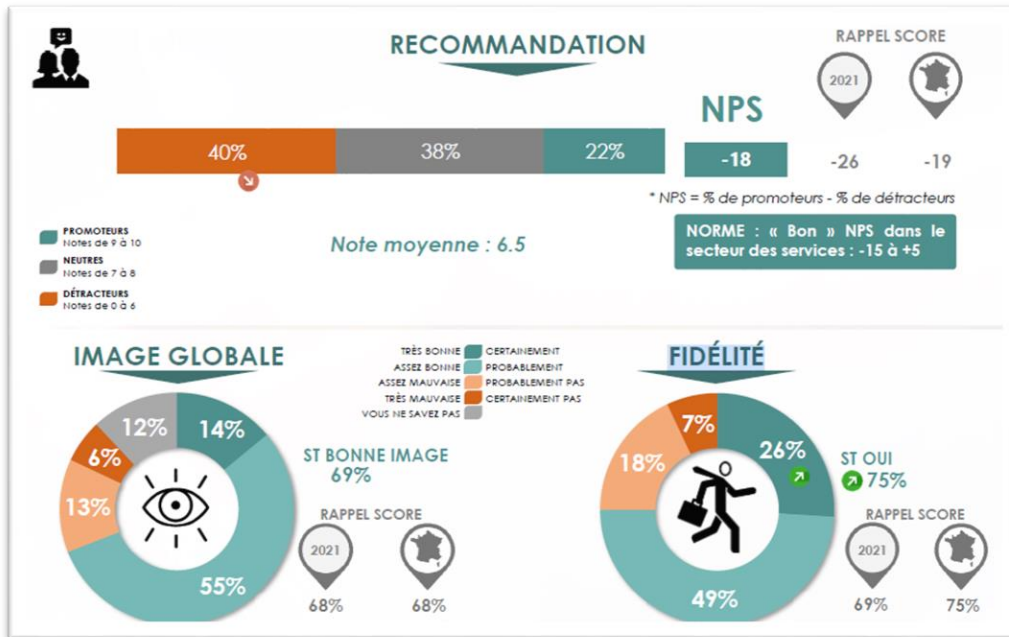 RECOMMANDATION
RAPPEL SCORE
2021
NPS
40%
38%
22%
-18
-26
-19
* NPS = % de promoteurs - % de détracteurs
PROMOTEURS
Notes de 9 à 10
NEUTRES
Notes de 7 à 8
DÉTRACTEURS
Notes de 0 à 6
Note moyenne : 6.5
NORME : « Bon » NPS dans le
secteur des services : -15 à +5
IMAGE GLOBALE
TRÈS BONNE CERTAINEMENT
ASSEZ BONNE PROBABLEMENT
ASSEZ MAUVAISE PROBABLEMENT PAS
TRÈS MAUVAISE CERTAINEMENT PAS
VOUS NE SAVEZ PAS
FIDÉLITÉ
12%
14%
6%
13%
55%
ST BONNE IMAGE
69%
RAPPEL SCORE
2021
68%
68%
7%
26%
18%
49%
ST OUI
75%
RAPPEL SCORE
2021
69%
75%